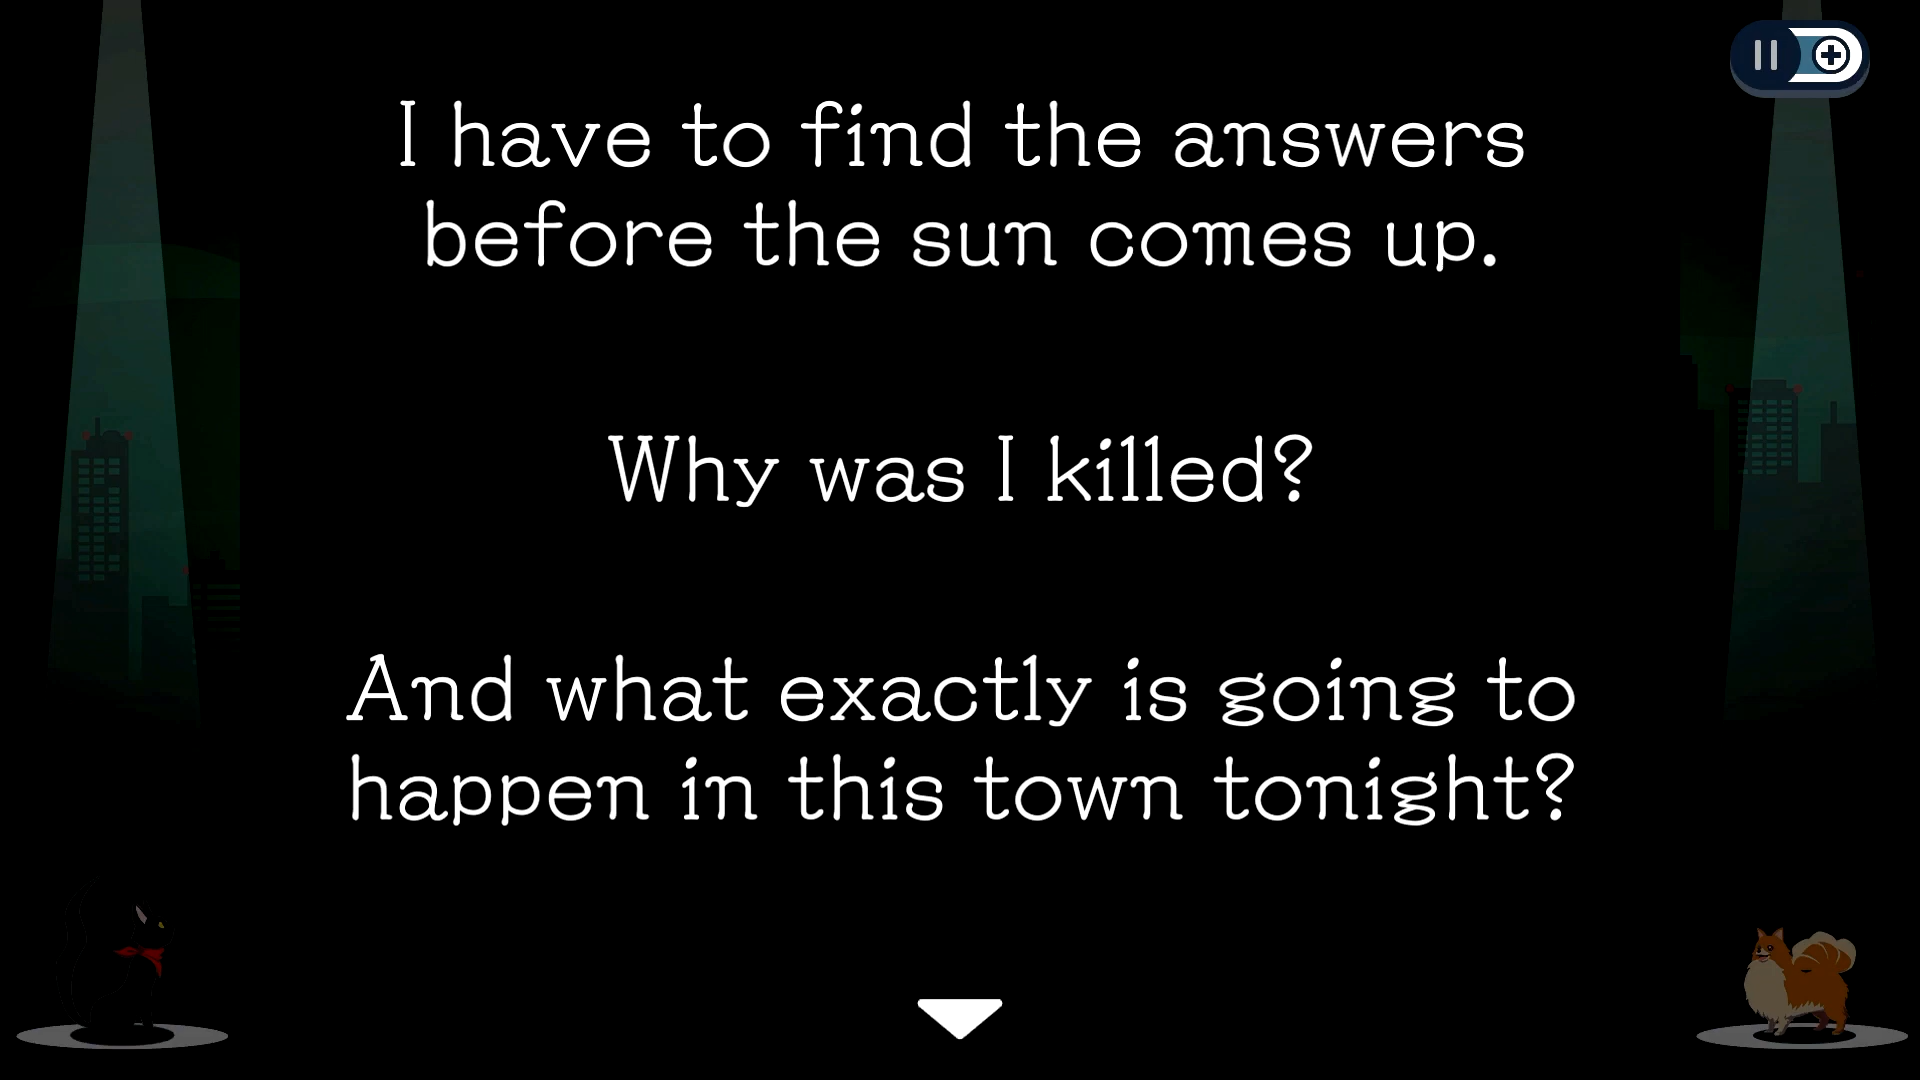 I have to find the answers
before the sun comes up.
Why was I killed?
And what exactly is going to
happen in this town tonight?